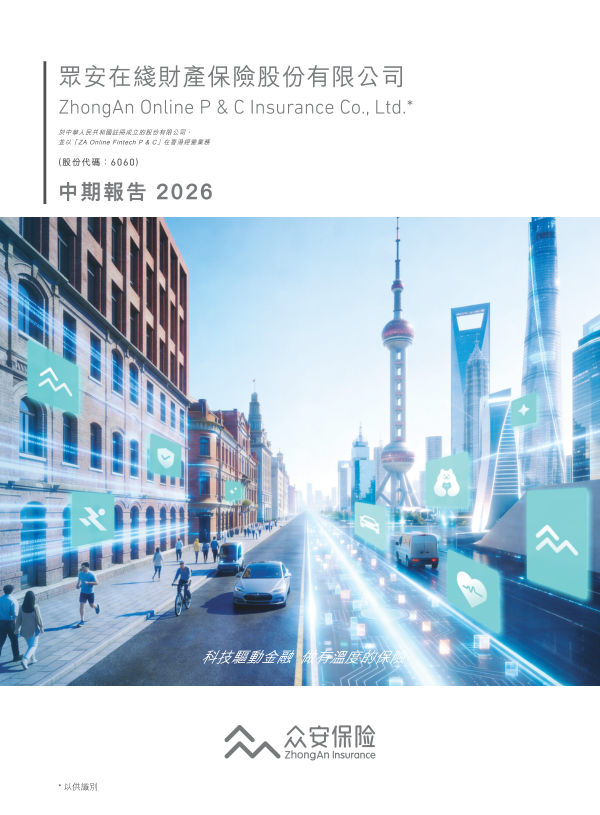 眾安在綫財產保險股份有限公司
ZhongAn Online P & C Insurance Co., Ltd.*
於中華人民共和國註冊成立的股份有限公司，
並以「ZA Online Fintech P & C」在香港經營業務
(股份代碼：6060)
中期報告 2026
科技驅動金融 做有溫度的保險
众安保险
ZhongAn Insurance
* 以供識別